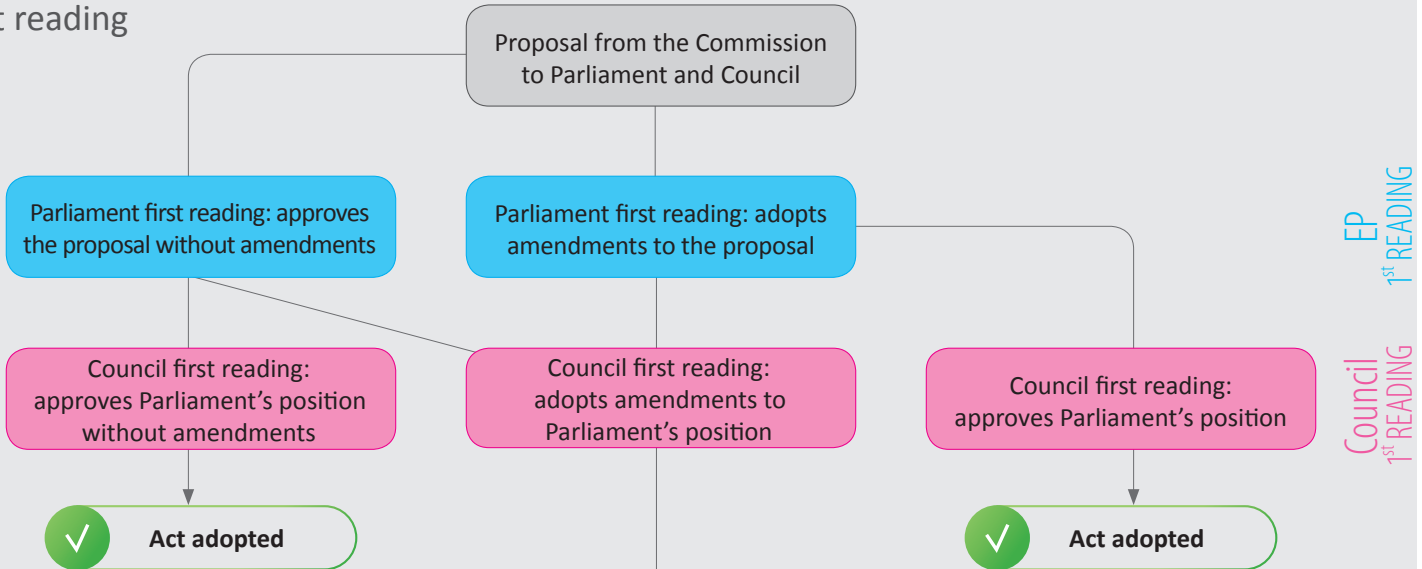 reading
Proposal from the Commission
to Parliament and Council
Parliament first reading: approves
the proposal without amendments
Parliament first reading: adopts
amendments to the proposal
EP
1st READING
Council first reading:
approves Parliament’s position
without amendments
Council first reading:
adopts amendments to
Parliament’s position
Council first reading:
approves Parliament’s position
Council
1st READING
Act adopted
Act adopted